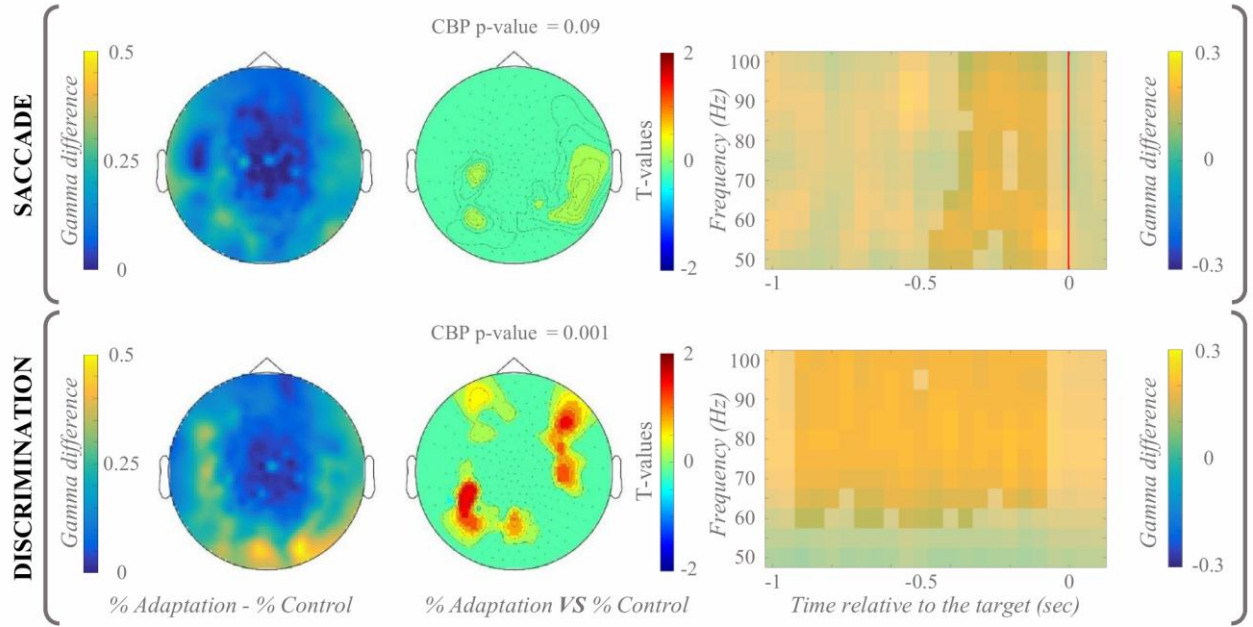 SACCADE
CBP p-value = 0.09
Gamma difference
0.5
0.25
0
2
0
-2
T-values
Frequency (Hz)
100
90
80
70
60
50
-1
-0.5
0
Gamma difference
0.3
0
-0.3
DISCRIMINATION
CBP p-value = 0.001
Gamma difference
0.5
0.25
0
% Adaptation - % Control
2
0
-2
T-values
% Adaptation VS % Control
Frequency (Hz)
100
90
80
70
60
50
-1
-0.5
0
Time relative to the target (sec)
Gamma difference
0.3
0
-0.3